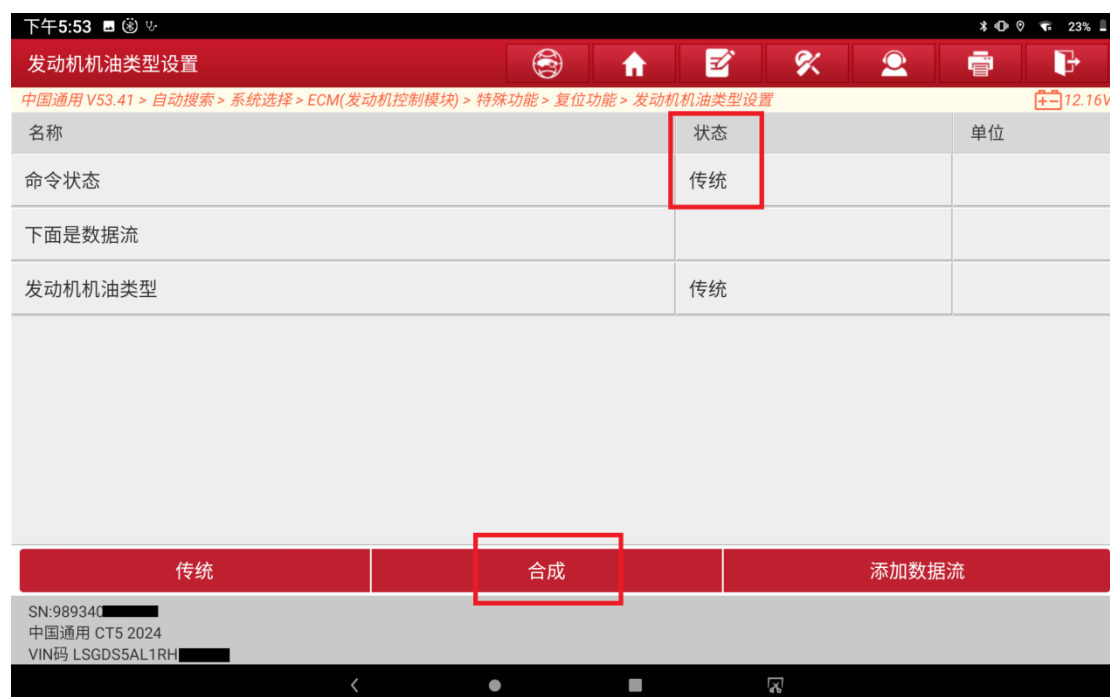 下午5:53 23%
发动机机油类型设置
中国通用 V53.41 > 自动搜索 > 系统选择 > ECM(发动机控制模块) > 特殊功能 > 复位功能 > 发动机机油类型设置 12.16V
名称 状态 单位
命令状态 传统
下面是数据流
发动机机油类型 传统
传统 合成 添加数据流
SN:989340
中国通用 CT5 2024
VIN码 LSGDS5AL1RH